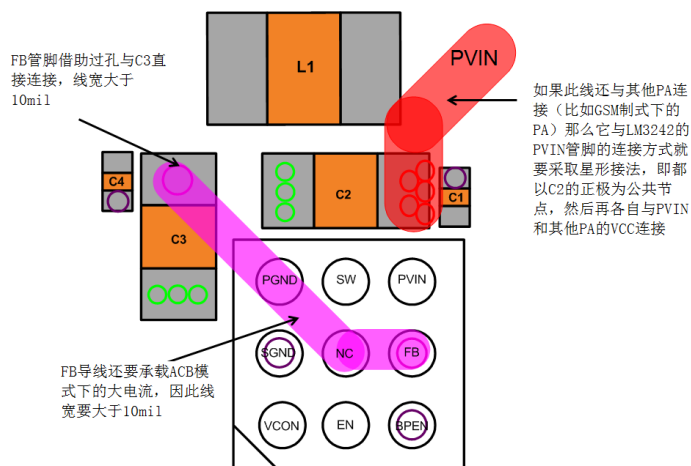 PVIN
L1
FB管脚借助过孔与C3直
接连接，线宽大于
10mil
如果此线还与其他PA连
接（比如GSM制式下的
PA）那么它与LM3242的
PVIN管脚的连接方式就
要采取星形接法，即都
以C2的正极为公共节
点，然后再各自与PVIN
和其他PA的VCC连接
C4
C3
C2
C1
PGND
SW
PVIN
SGND
NC
FB
VCON
EN
BPEN
FB导线还要承载ACB模
式下的大电流，因此线
宽要大于10mil